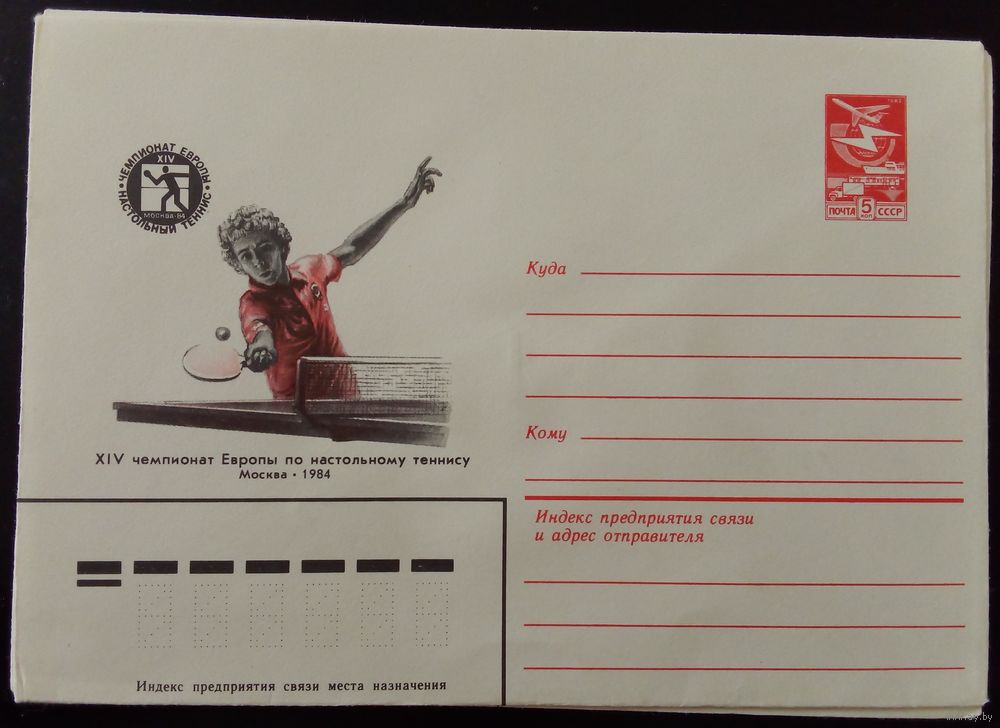 ЧЕМПИОНАТ ЕВРОПЫ
XIV
МОСКВА-84
НАСТОЛЬНЫЙ ТЕННИС
ПОЧТА 5 КОП СССР
Куда
Кому
XIV чемпионат Европы по настольному теннису
Москва • 1984
Индекс предприятия связи
и адрес отправителя
Индекс предприятия связи места назначения